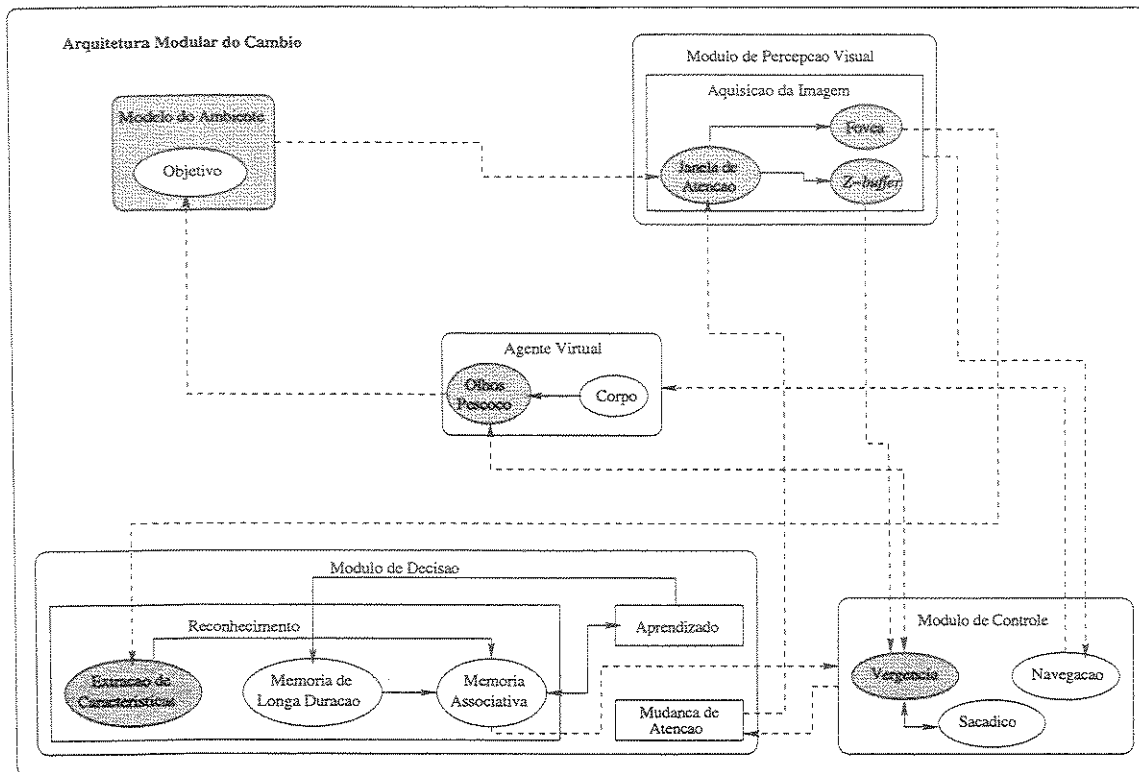 Arquitetura Modular do Cambio
Modulo de Percepcao Visual
Aquisicao da Imagem
Modelo do Ambiente
Objetivo
Fovea
Janela de
Atencao
Z-buffer
Agente Virtual
Olhos
Pescoco
Corpo
Modulo de Decisao
Reconhecimento
Aprendizado
Extracao de
Caracteristicas
Memoria de
Longa Duracao
Memoria
Associativa
Mudanca de
Atencao
Modulo de Controle
Vergencia
Navegacao
Sacadico